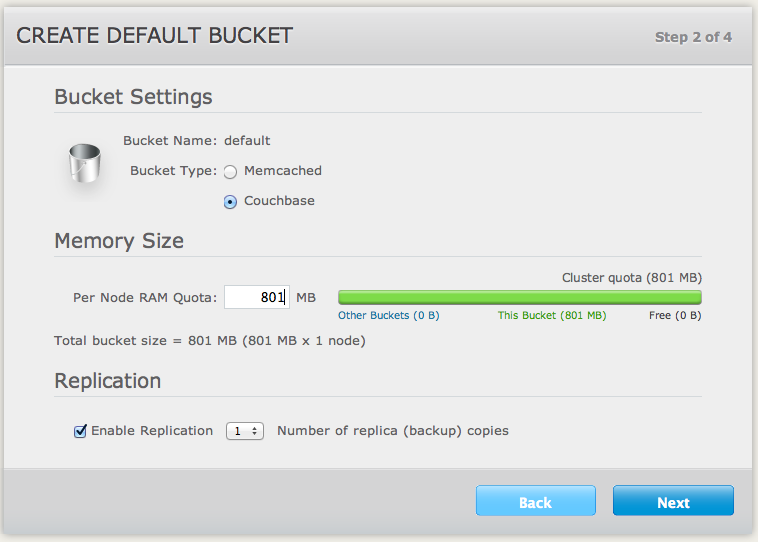 CREATE DEFAULT BUCKET Step 2 of 4
Bucket Settings
Bucket Name: default
Bucket Type: Memcached
Couchbase
Memory Size
Cluster quota (801 MB)
Per Node RAM Quota: 801 MB
Other Buckets (0 B) This Bucket (801 MB) Free (0 B)
Total bucket size = 801 MB (801 MB x 1 node)
Replication
Enable Replication 1 Number of replica (backup) copies
Back Next